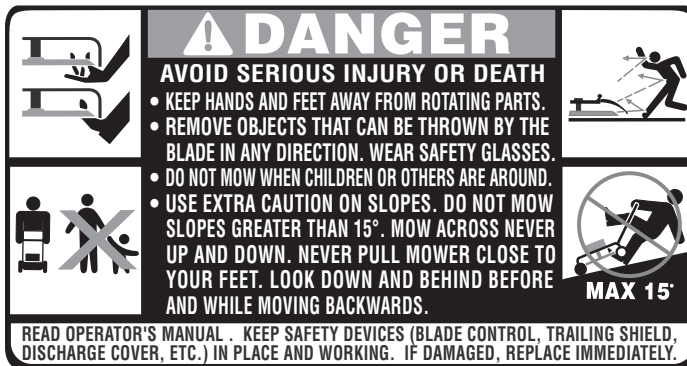 DANGER
AVOID SERIOUS INJURY OR DEATH
• KEEP HANDS AND FEET AWAY FROM ROTATING PARTS.
• REMOVE OBJECTS THAT CAN BE THROWN BY THE
BLADE IN ANY DIRECTION. WEAR SAFETY GLASSES.
• DO NOT MOW WHEN CHILDREN OR OTHERS ARE AROUND.
• USE EXTRA CAUTION ON SLOPES. DO NOT MOW
SLOPES GREATER THAN 15°. MOW ACROSS NEVER
UP AND DOWN. NEVER PULL MOWER CLOSE TO
YOUR FEET. LOOK DOWN AND BEHIND BEFORE
AND WHILE MOVING BACKWARDS.
MAX 15°
READ OPERATOR'S MANUAL . KEEP SAFETY DEVICES (BLADE CONTROL, TRAILING SHIELD,
DISCHARGE COVER, ETC.) IN PLACE AND WORKING. IF DAMAGED, REPLACE IMMEDIATELY.